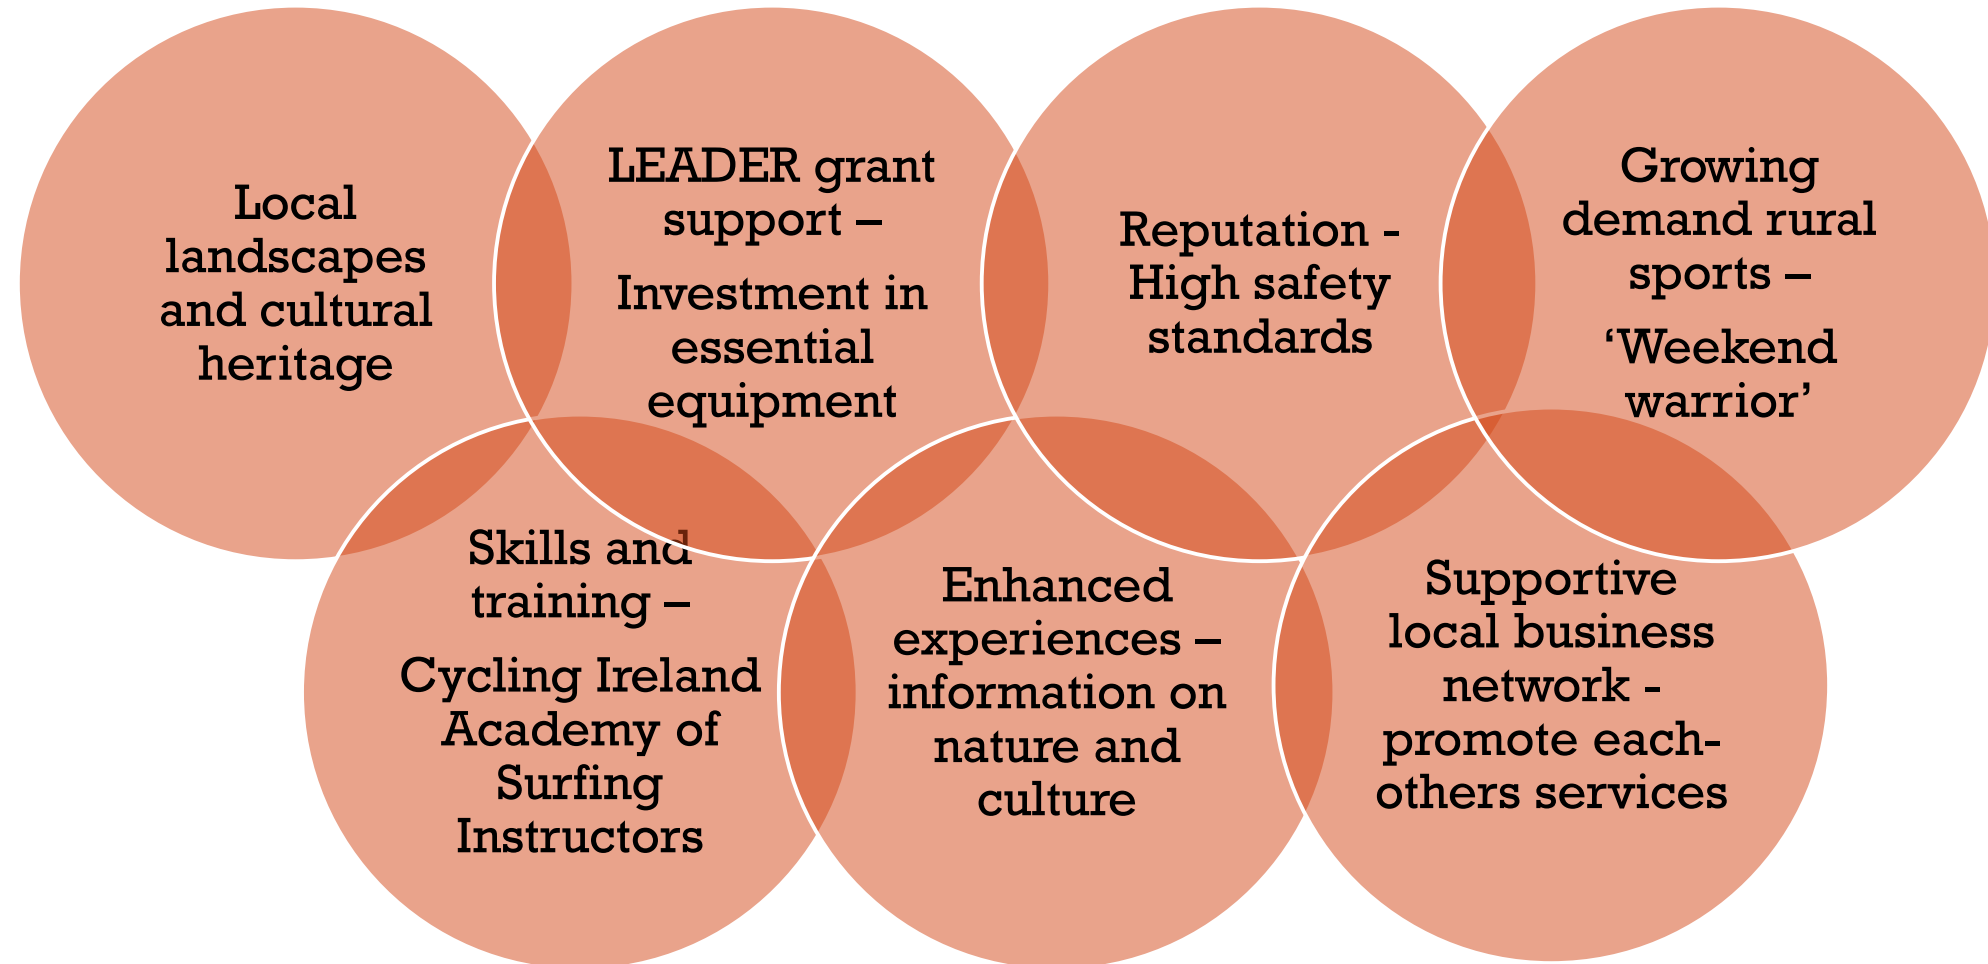 Local
landscapes
and cultural
heritage
LEADER grant
support –
Investment in
essential
equipment
Reputation -
High safety
standards
Growing
demand rural
sports –
‘Weekend
warrior’
Skills and
training –
Cycling Ireland
Academy of
Surfing
Instructors
Enhanced
experiences –
information on
nature and
culture
Supportive
local business
network -
promote each-
others services